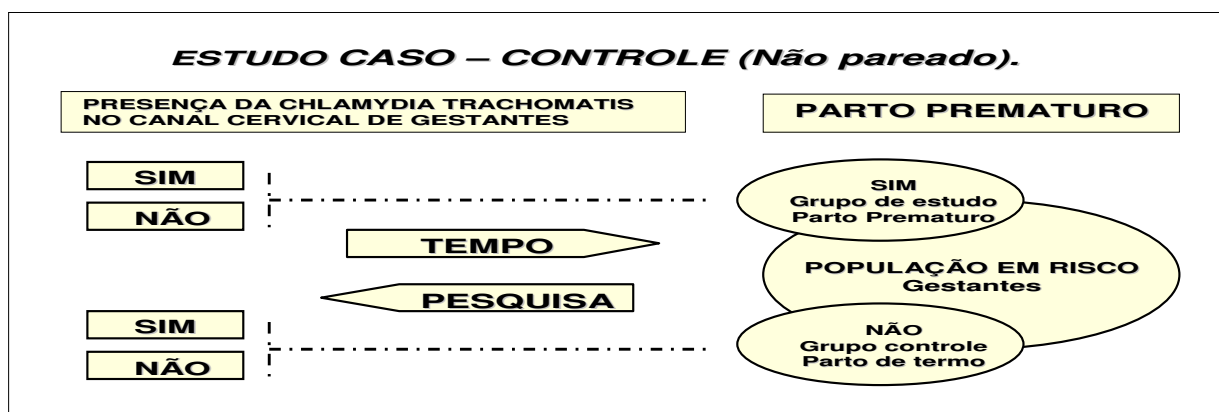 ESTUDO CASO – CONTROLE (Não pareado).
PRESENÇA DA CHLAMYDIA TRACHOMATIS
NO CANAL CERVICAL DE GESTANTES
PARTO PREMATURO
SIM
NÃO
SIM
Grupo de estudo
Parto Prematuro
TEMPO
POPULAÇÃO EM RISCO
Gestantes
PESQUISA
SIM
NÃO
NÃO
Grupo controle
Parto de termo